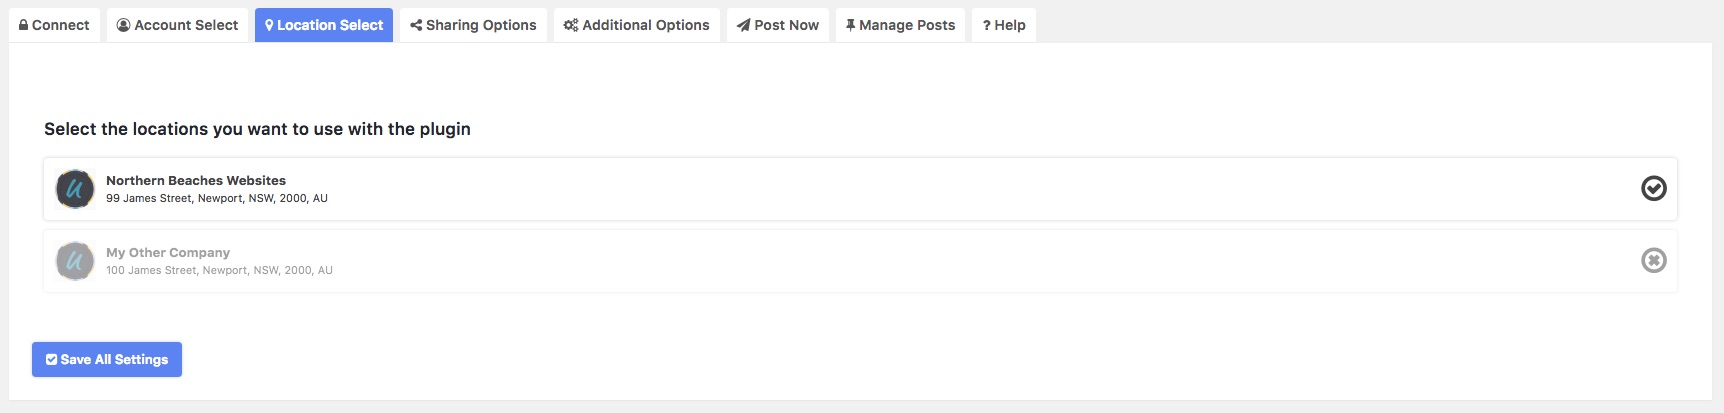 Connect Account Select Location Select Sharing Options Additional Options Post Now Manage Posts ? Help
Select the locations you want to use with the plugin
Northern Beaches Websites
99 James Street, Newport, NSW, 2000, AU
My Other Company
100 James Street, Newport, NSW, 2000, AU
Save All Settings